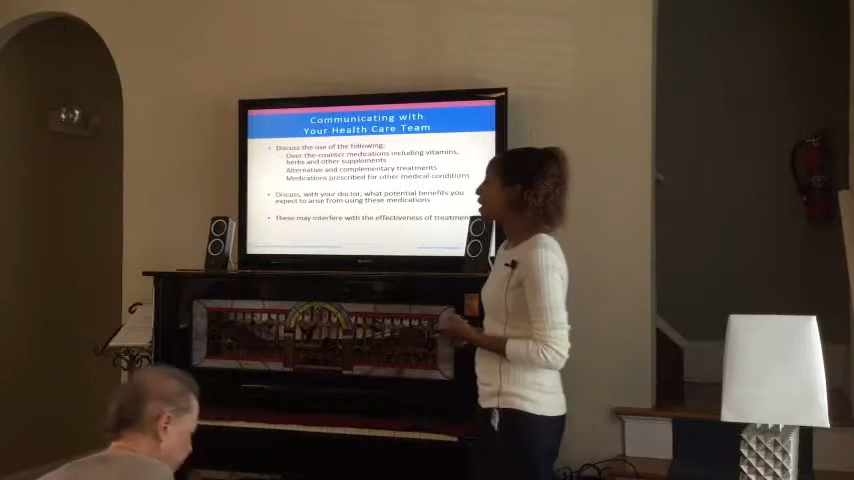 Communicating with
Your Health Care Team
• Discuss the use of the following:
– Over-the-counter medications including vitamins,
herbs and other supplements
Alternative and complementary treatments
Medications prescribed for other medical conditions
• Discuss, with your doctor, what potential benefits you
expect to arise from using these medications
• These may interfere with the effectiveness of treatment